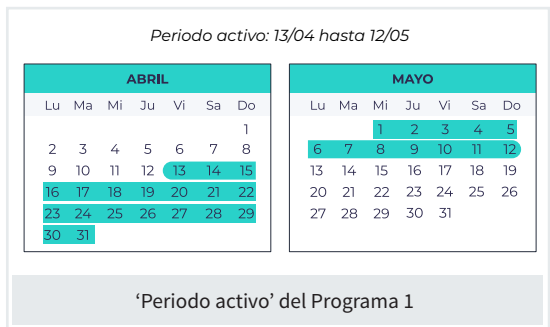 Periodo activo: 13/04 hasta 12/05
ABRIL
Lu Ma Mi Ju Vi Sa Do
1
2 3 4 5 6 7 8
9 10 11 12 13 14 15
16 17 18 19 20 21 22
23 24 25 26 27 28 29
30 31
MAYO
Lu Ma Mi Ju Vi Sa Do
1 2 3 4 5
6 7 8 9 10 11 12
13 14 15 16 17 18 19
20 21 22 23 24 25 26
27 28 29 30 31
‘Periodo activo’ del Programa 1